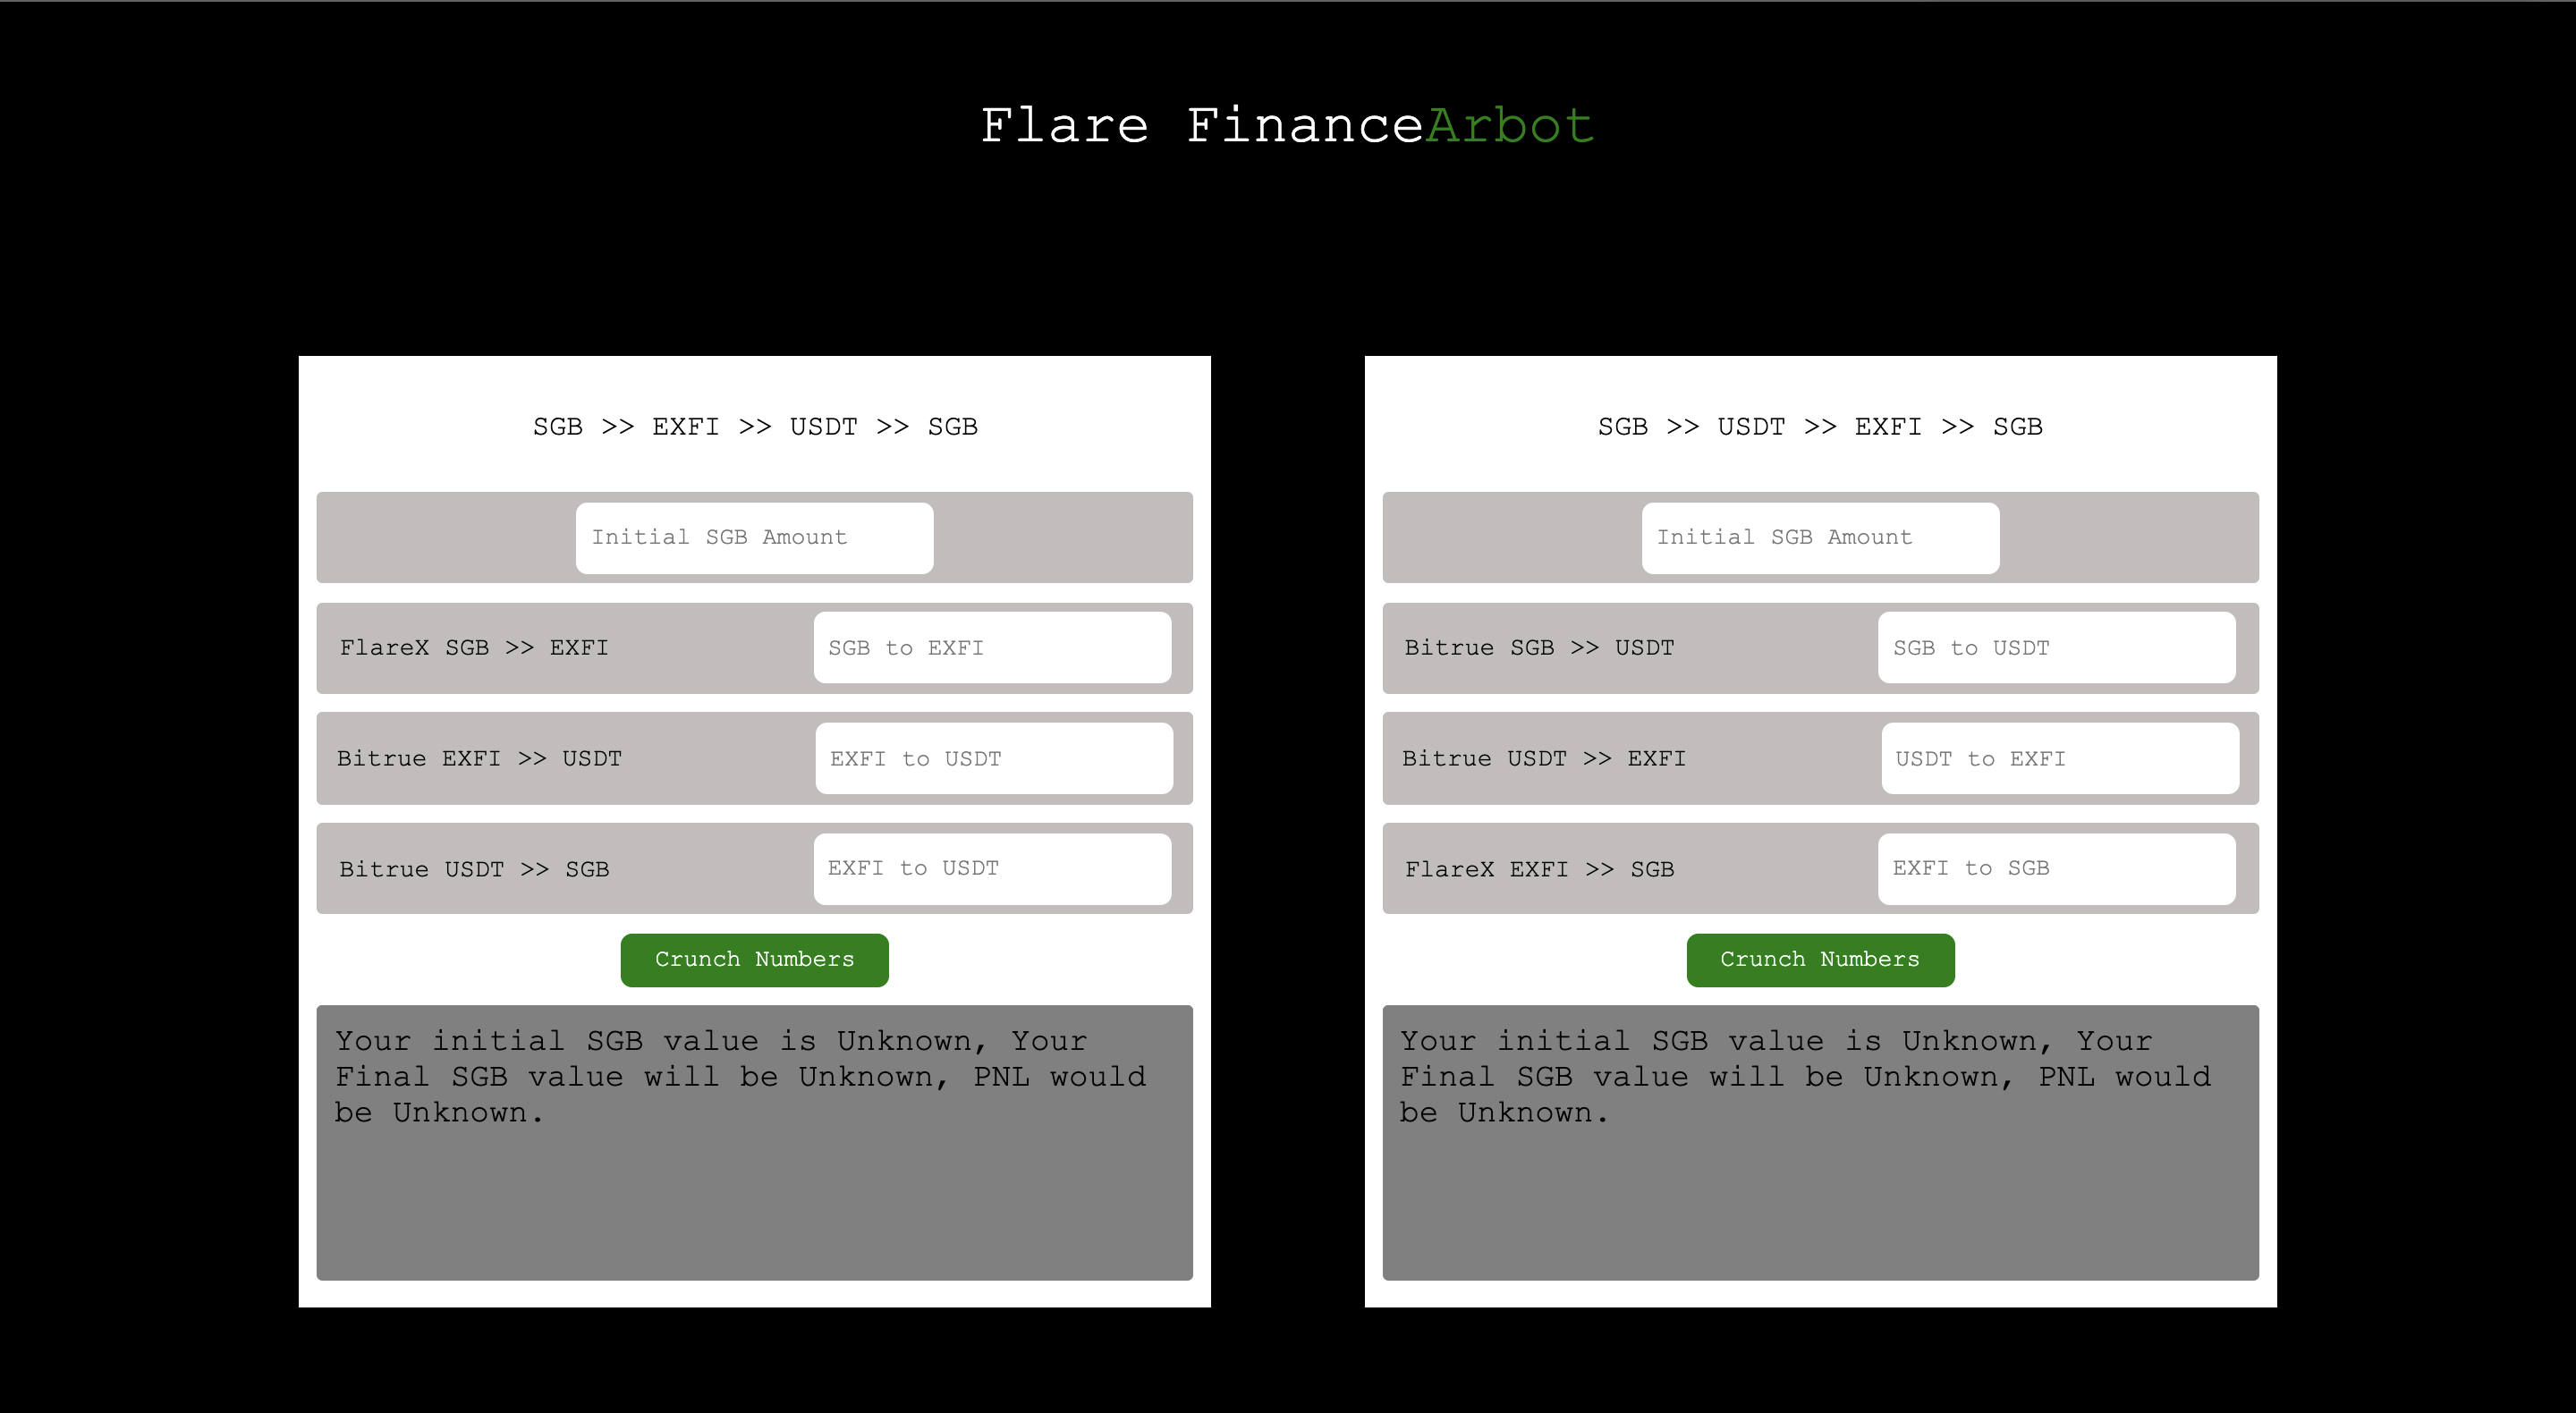 Flare FinanceArbot
SGB >> EXFI >> USDT >> SGB
Initial SGB Amount
FlareX SGB >> EXFI
SGB to EXFI
Bitrue EXFI >> USDT
EXFI to USDT
Bitrue USDT >> SGB
EXFI to USDT
Crunch Numbers
Your initial SGB value is Unknown, Your
Final SGB value will be Unknown, PNL would
be Unknown.
SGB >> USDT >> EXFI >> SGB
Initial SGB Amount
Bitrue SGB >> USDT
SGB to USDT
Bitrue USDT >> EXFI
USDT to EXFI
FlareX EXFI >> SGB
EXFI to SGB
Crunch Numbers
Your initial SGB value is Unknown, Your
Final SGB value will be Unknown, PNL would
be Unknown.